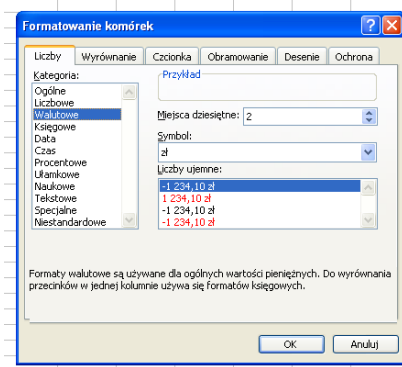 Formatowanie komórek
Liczby Wyrównanie Czcionka Obramowanie Desenie Ochrona
Kategoria:
Ogólne
Liczbowe
Walutowe
Księgowe
Data
Czas
Procentowe
Ułamkowe
Naukowe
Tekstowe
Specjalne
Niestandardowe
Przykład
Miejsca dziesiętne: 2
Symbol:
zł
Liczby ujemne:
-1 234,10 zł
1 234,10 zł
-1 234,10 zł
-1 234,10 zł
Formaty walutowe są używane dla ogólnych wartości pieniężnych. Do wyrównania
przecinków w jednej kolumnie używa się formatów księgowych.
OK Anuluj